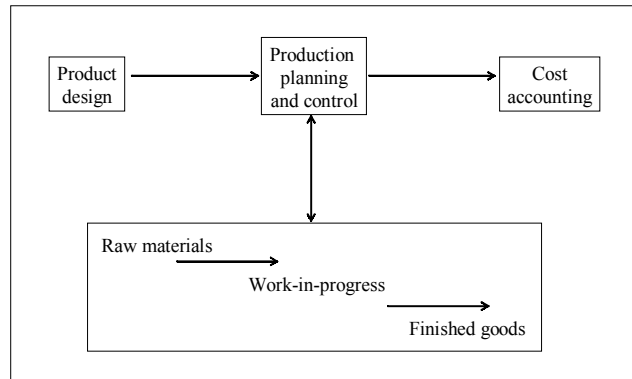 Product
design
Production
planning
and control
Cost
accounting
Raw materials
Work-in-progress
Finished goods